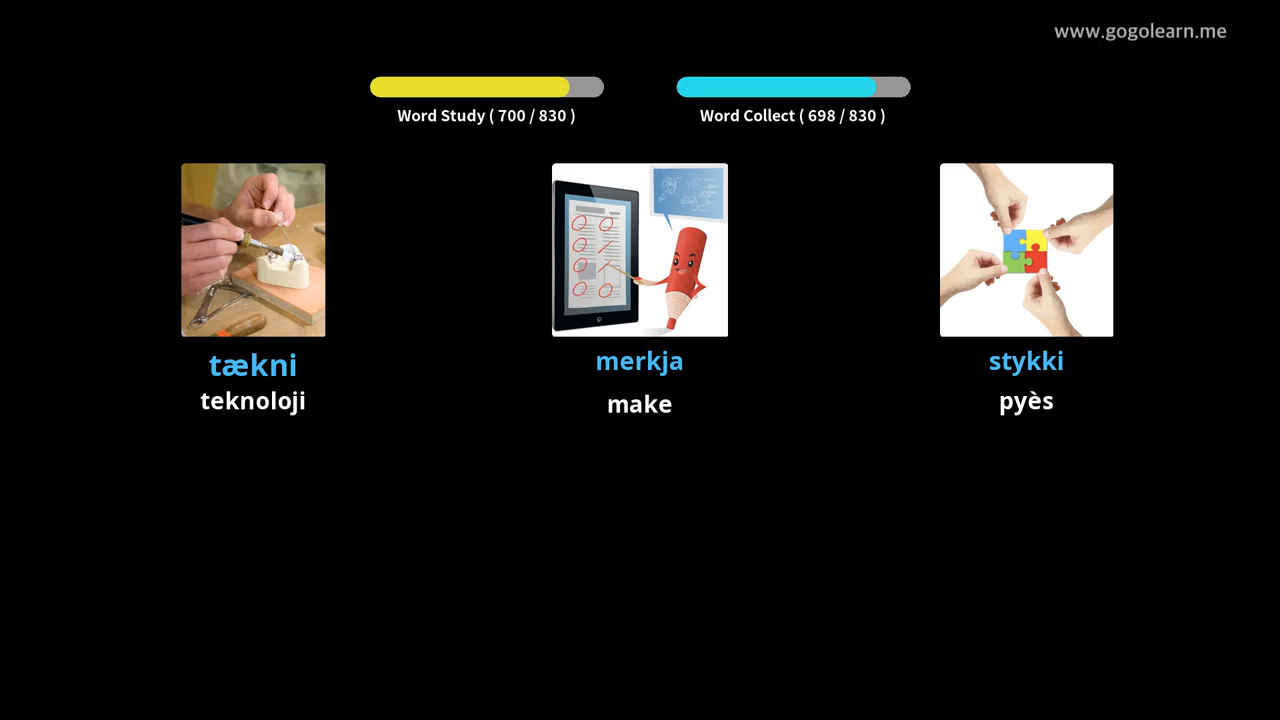 www.gogolearn.me
Word Study ( 700 / 830 )
Word Collect ( 698 / 830 )
tækni
merkja
stykki
teknoloji
make
pyès